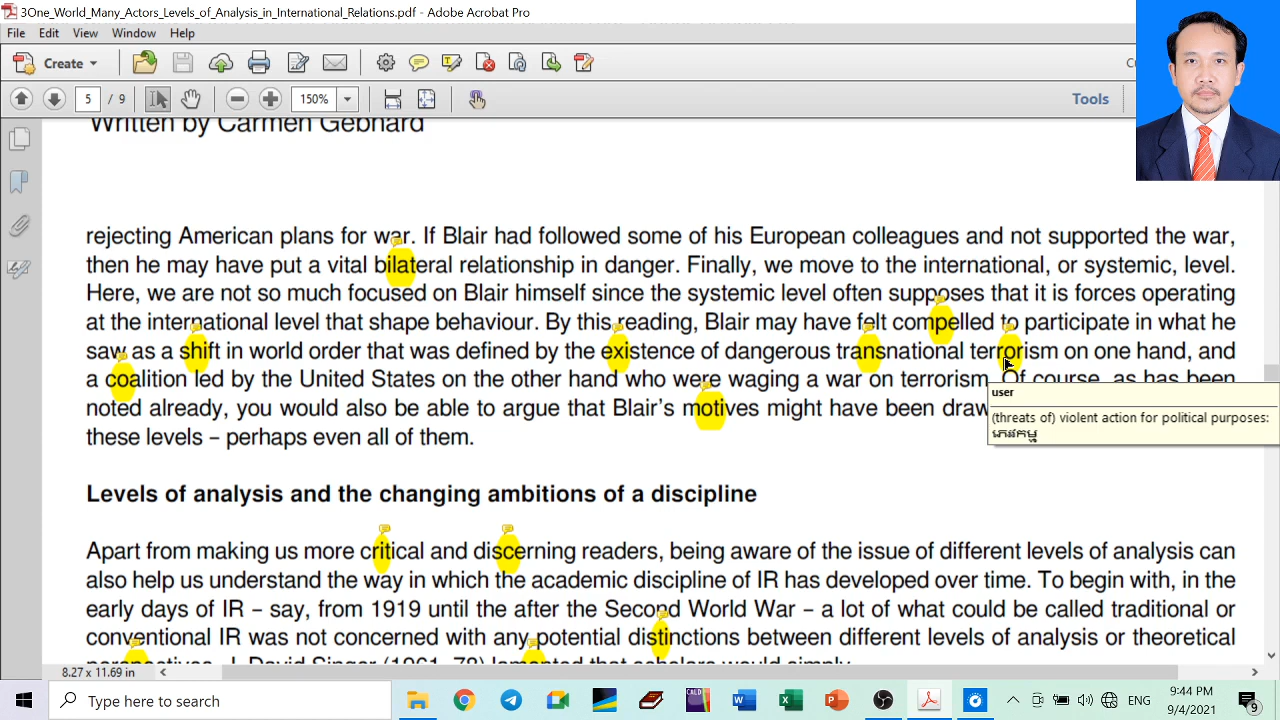 3One_World_Many_Actors_Levels_of_Analysis_in_International_Relations.pdf - Adobe Acrobat Pro
File Edit View Window Help
Create
5 / 9 150% Tools
Written by Carmen Gebhard
rejecting American plans for war. If Blair had followed some of his European colleagues and not supported the war,
then he may have put a vital bilateral relationship in danger. Finally, we move to the international, or systemic, level.
Here, we are not so much focused on Blair himself since the systemic level often supposes that it is forces operating
at the international level that shape behaviour. By this reading, Blair may have felt compelled to participate in what he
saw as a shift in world order that was defined by the existence of dangerous transnational terrorism on one hand, and
a coalition led by the United States on the other hand who were waging a war on terrorism. Of course, as has been
noted already, you would also be able to argue that Blair's motives might have been draw
these levels – perhaps even all of them.
user
(threats of) violent action for political purposes:
ភេរវកម្ម
Levels of analysis and the changing ambitions of a discipline
Apart from making us more critical and discerning readers, being aware of the issue of different levels of analysis can
also help us understand the way in which the academic discipline of IR has developed over time. To begin with, in the
early days of IR – say, from 1919 until the after the Second World War – a lot of what could be called traditional or
conventional IR was not concerned with any potential distinctions between different levels of analysis or theoretical
perspectives. J. David Singer (1961, 78) lamented that scholars would simply
8.27 x 11.69 in
Type here to search
CALD
ENG
9:44 PM
9/4/2021
9